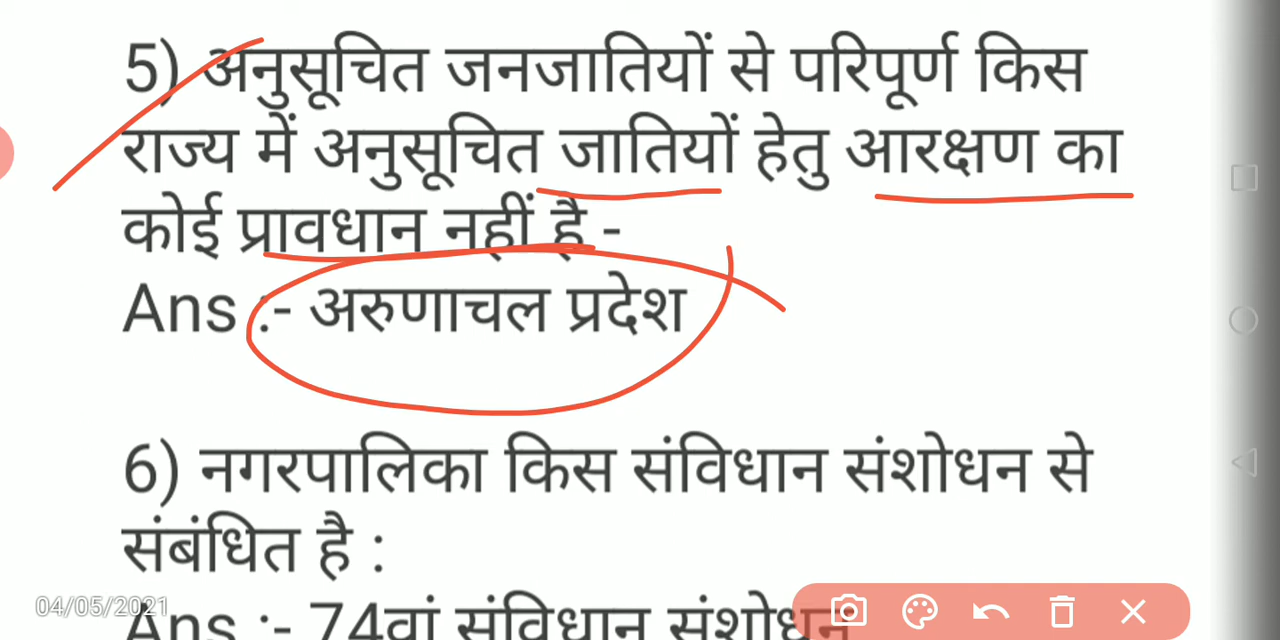 5) अनुसूचित जनजातियों से परिपूर्ण किस
राज्य में अनुसूचित जातियों हेतु आरक्षण का
कोई प्रावधान नहीं है -
Ans :- अरुणाचल प्रदेश
6) नगरपालिका किस संविधान संशोधन से
संबंधित है :
Ans :- 74वां संविधान संशोधन
04/05/2021